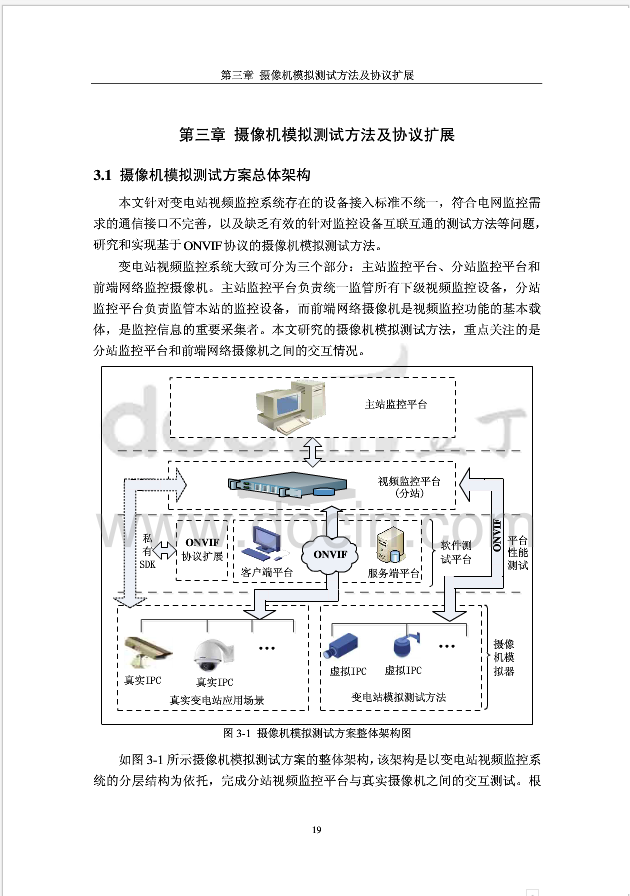 第三章 摄像机模拟测试方法及协议扩展
第三章 摄像机模拟测试方法及协议扩展
3.1 摄像机模拟测试方案总体架构
本文针对变电站视频监控系统存在的设备接入标准不统一，符合电网监控需
求的通信接口不完善，以及缺乏有效的针对监控设备互联互通的测试方法等问题，
研究和实现基于 ONVIF 协议的摄像机模拟测试方法。
变电站视频监控系统大致可分为三个部分：主站监控平台、分站监控平台和
前端网络监控摄像机。主站监控平台负责统一监管所有下级视频监控设备，分站
监控平台负责监管本站的监控设备，而前端网络摄像机是视频监控功能的基本载
体，是监控信息的重要采集者。本文研究的摄像机模拟测试方法，重点关注的是
分站监控平台和前端网络摄像机之间的交互情况。
主站监控平台
docin 豆丁
视频监控平台
(分站)
www.docin.com
私
有
SDK
ONVIF
协议扩展
客户端平台
ONVIF
服务端平台
软件测
试平台
ONVIF
平台
性能
测试
真实IPC
真实IPC
···
真实变电站应用场景
虚拟IPC
虚拟IPC
···
变电站模拟测试方法
摄像
机模
拟器
图 3-1 摄像机模拟测试方案整体架构图
如图 3-1 所示摄像机模拟测试方案的整体架构，该架构是以变电站视频监控系
统的分层结构为依托，完成分站视频监控平台与真实摄像机之间的交互测试。根
19